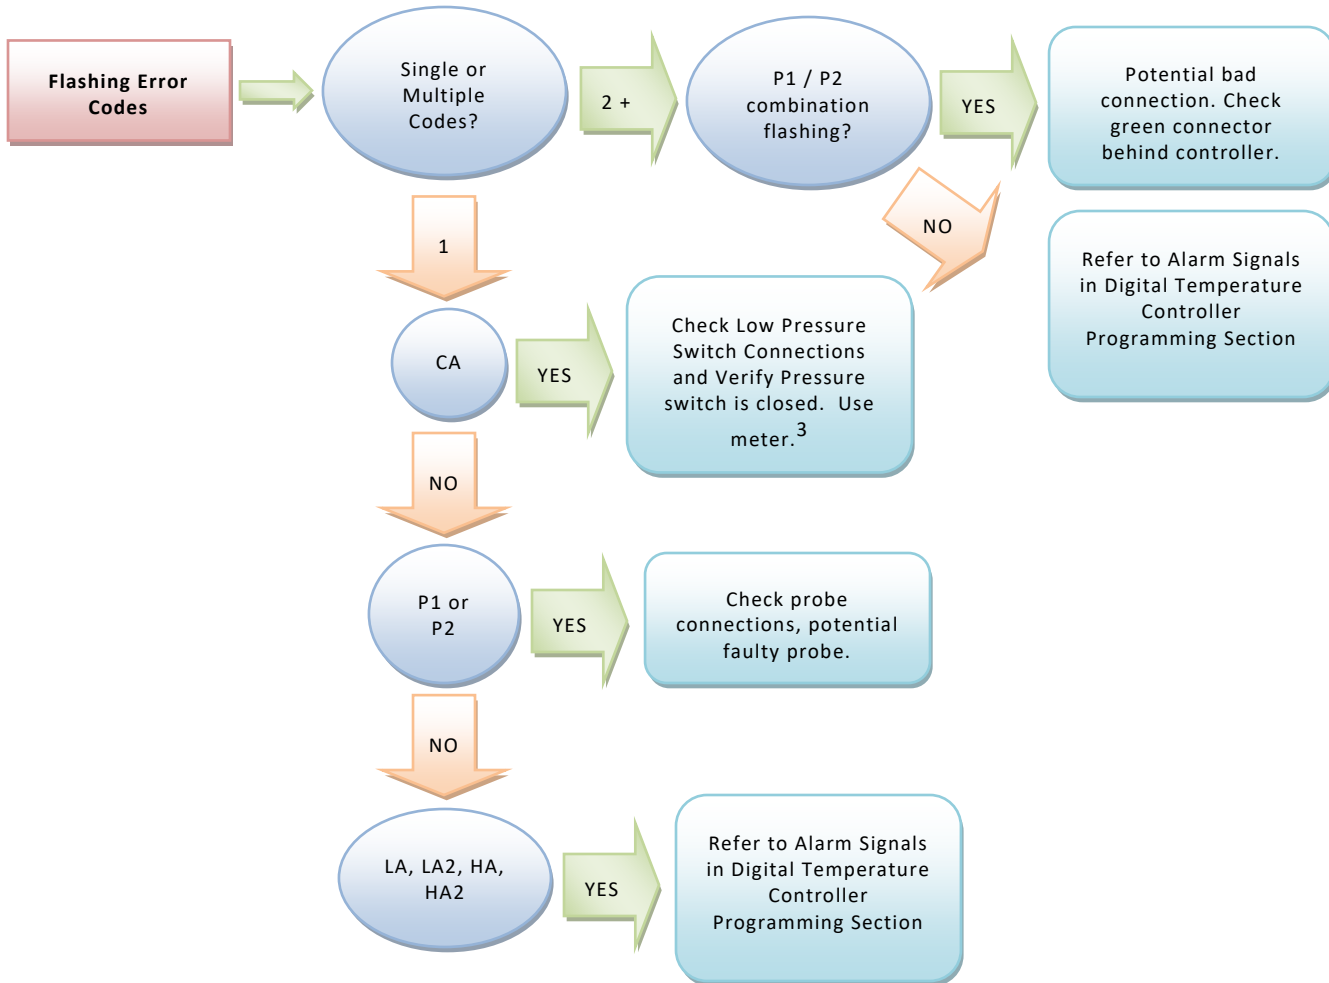 Flashing Error
Codes
Single or
Multiple
Codes?
2 +
P1 / P2
combination
flashing?
YES
Potential bad
connection. Check
green connector
behind controller.
NO
Refer to Alarm Signals
in Digital Temperature
Controller
Programming Section
1
CA
YES
Check Low Pressure
Switch Connections
and Verify Pressure
switch is closed. Use
meter.3
NO
P1 or
P2
YES
Check probe
connections, potential
faulty probe.
NO
LA, LA2, HA,
HA2
YES
Refer to Alarm Signals
in Digital Temperature
Controller
Programming Section